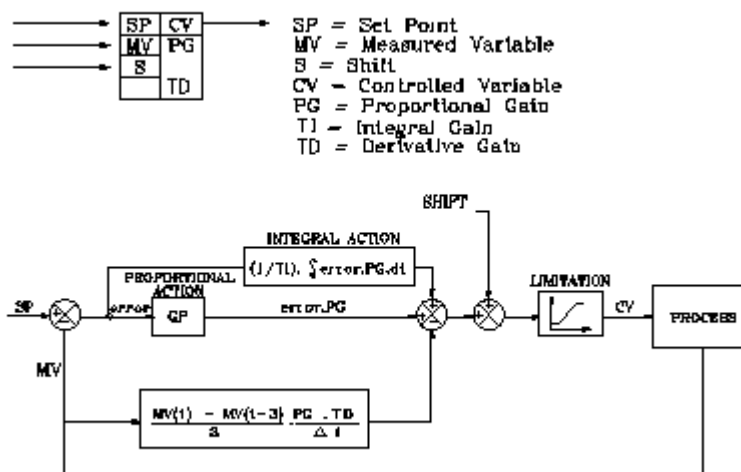 SP CV
MV PG
S
TD
SP = Set Point
MV = Measured Variable
S = Shift
CV - Controlled Variable
PG = Proportional Gain
TI = Integral Gain
TD = Derivative Gain
SHIFT
INTEGRAL ACTION
(1/TI). ∫error.PG.dt
PROPORTIONAL
ACTION
LIMITATION
SP
error
GP
error.PG
CV
PROCESS
MV
MV(t) - MV(t-3) . PG . TD
3 Δ t